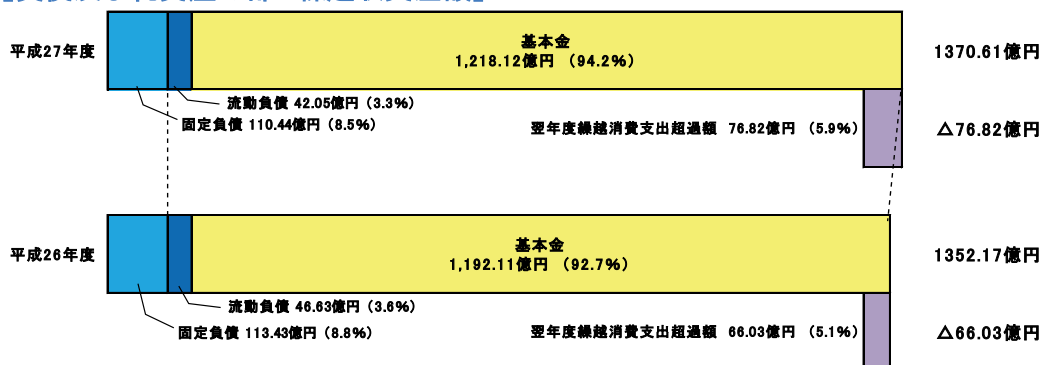 平成27年度
基本金
1,218.12億円 （94.2%）
1370.61億円
流動負債 42.05億円（3.3%）
固定負債 110.44億円（8.5%）
翌年度繰越消費支出超過額 76.82億円 （5.9%）
△76.82億円
平成26年度
基本金
1,192.11億円 （92.7%）
1352.17億円
流動負債 46.63億円（3.6%）
固定負債 113.43億円（8.8%）
翌年度繰越消費支出超過額 66.03億円 （5.1%）
△66.03億円